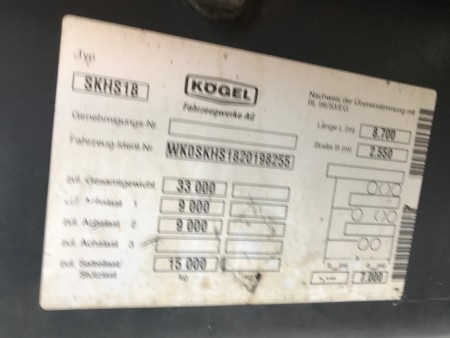 Typ
SKHS18
KÖGEL
Fahrzeugwerke AG
Nachweis der Übereinstimmung mit
RL 96/53/EG
Genehmigungs-Nr.
Länge L (m) 8.700
Fahrzeug-Ident.Nr. WK0SKHS1820198255
Breite B (m) 2.550
zul. Gesamtgewicht 33 000
zul. Achslast 1 9 000
zul. Achslast 2 9 000
zul. Achslast 3
zul. Sattellast/
Stützlast 15 000
kg kg
7.000